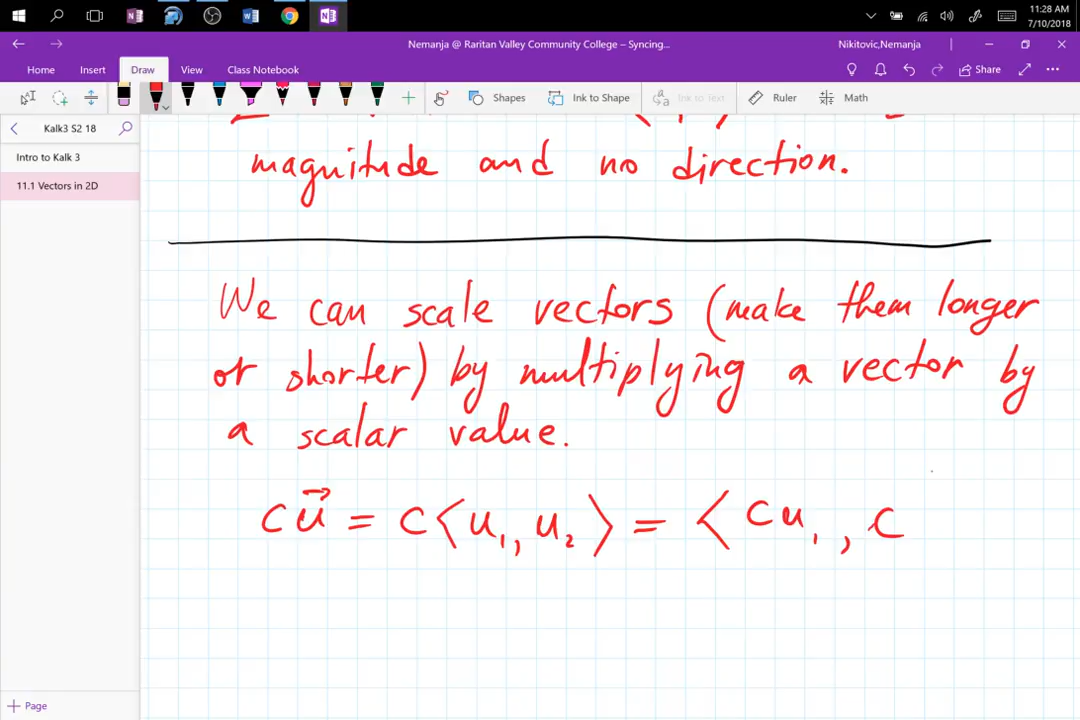 11:28 AM
7/10/2018
Nemanja @ Raritan Valley Community College – Syncing...
Nikitovic,Nemanja
Home Insert Draw View Class Notebook
Share
Shapes Ink to Shape Ink to Text Ruler Math
Kalk3 S2 18
Intro to Kalk 3
11.1 Vectors in 2D
magnitude and no direction.
We can scale vectors (make them longer
or shorter) by multiplying a vector by
a scalar value.
c u⃗ = c⟨u₁, u₂⟩ = ⟨cu₁, c
Page